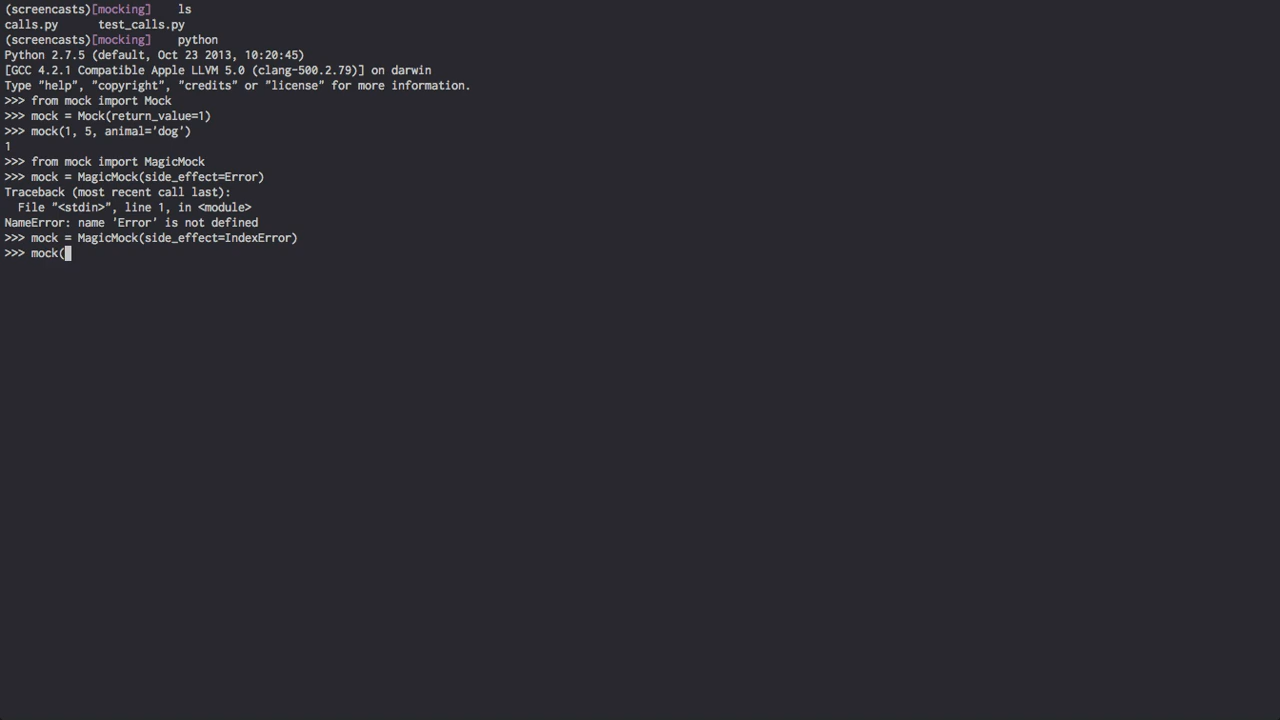 (screencasts)[mocking]    ls
calls.py      test_calls.py
(screencasts)[mocking]    python
Python 2.7.5 (default, Oct 23 2013, 10:20:45)
[GCC 4.2.1 Compatible Apple LLVM 5.0 (clang-500.2.79)] on darwin
Type "help", "copyright", "credits" or "license" for more information.
>>> from mock import Mock
>>> mock = Mock(return_value=1)
>>> mock(1, 5, animal='dog')
1
>>> from mock import MagicMock
>>> mock = MagicMock(side_effect=Error)
Traceback (most recent call last):
  File "<stdin>", line 1, in <module>
NameError: name 'Error' is not defined
>>> mock = MagicMock(side_effect=IndexError)
>>> mock(